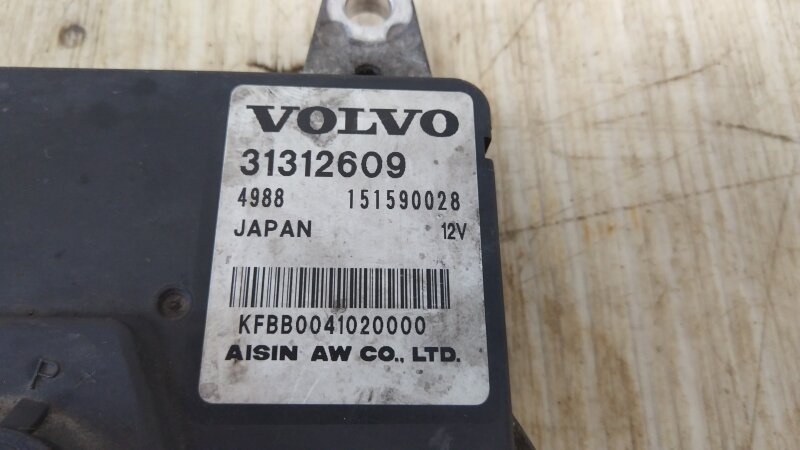 VOLVO
31312609
4988 151590028
JAPAN 12V
KFBB0041020000
AISIN AW CO., LTD.
P